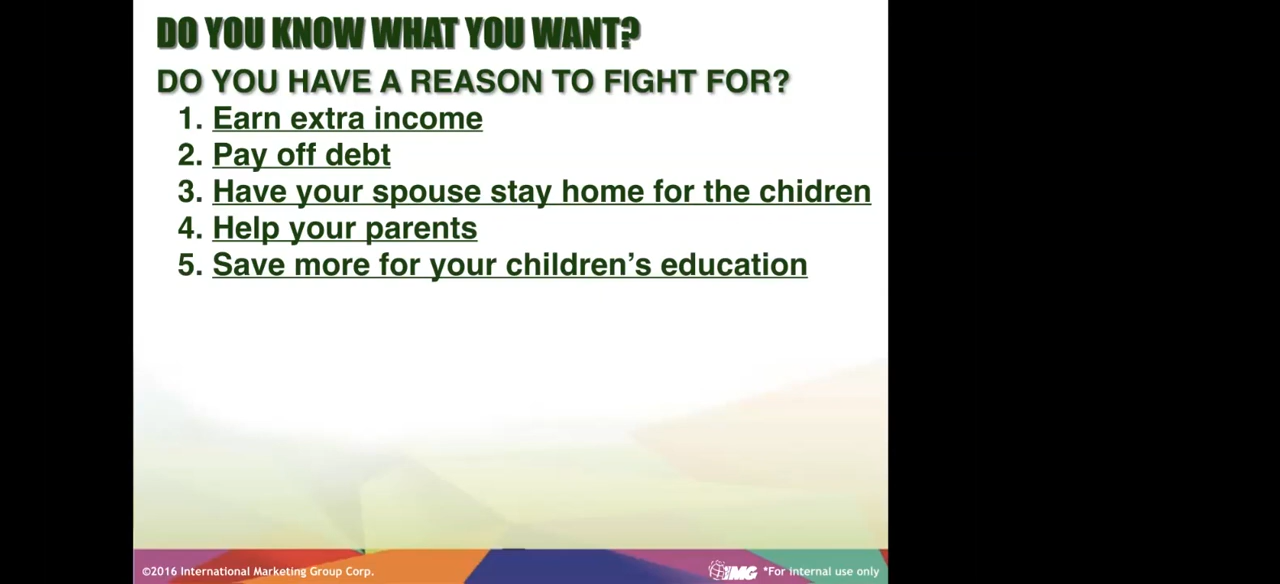 DO YOU KNOW WHAT YOU WANT?
DO YOU HAVE A REASON TO FIGHT FOR?
1. Earn extra income
2. Pay off debt
3. Have your spouse stay home for the chidren
4. Help your parents
5. Save more for your children’s education
©2016 International Marketing Group Corp. IMG *For internal use only